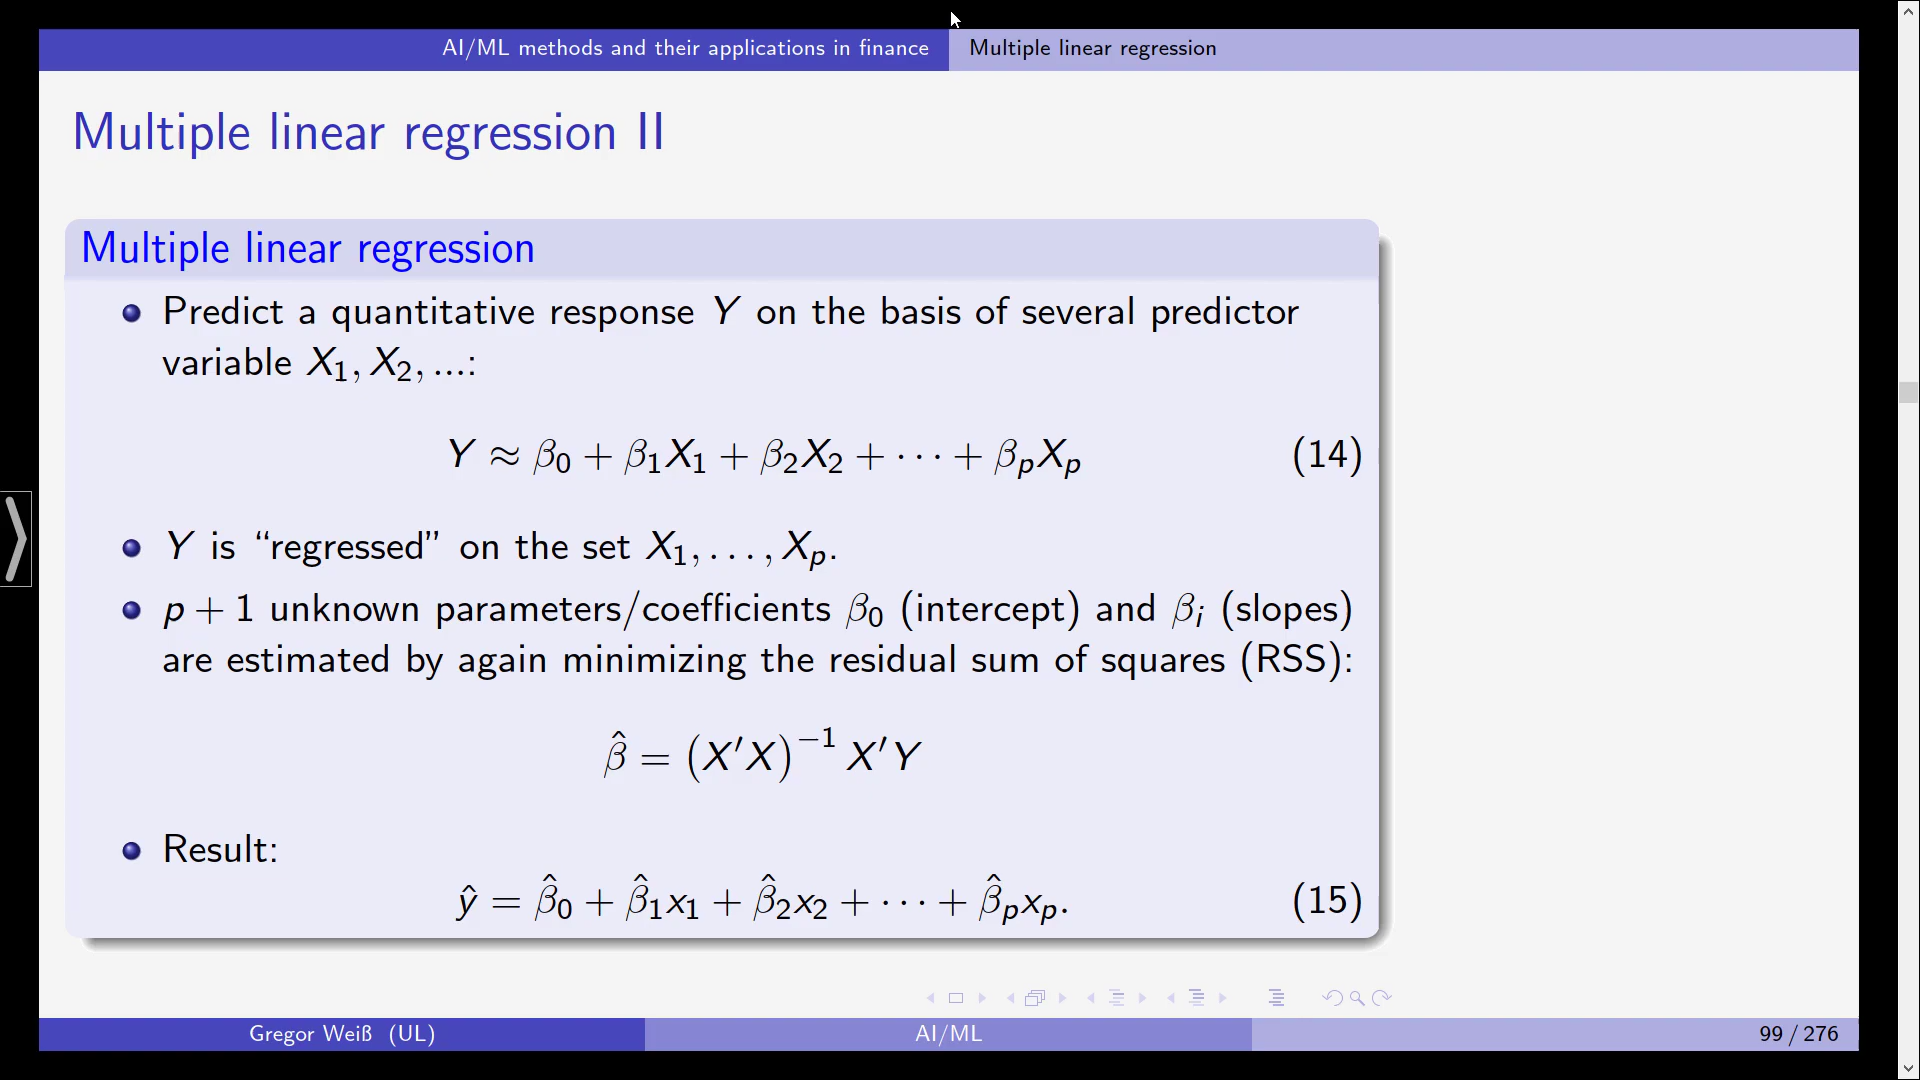 AI/ML methods and their applications in finance Multiple linear regression
Multiple linear regression II
Multiple linear regression
Predict a quantitative response Y on the basis of several predictor
variable X₁, X₂, ...:
Y ≈ β₀ + β₁X₁ + β₂X₂ + ⋯ + βₚXₚ (14)
Y is “regressed” on the set X₁, . . . , Xₚ.
p + 1 unknown parameters/coefficients β₀ (intercept) and βᵢ (slopes)
are estimated by again minimizing the residual sum of squares (RSS):
β̂ = (X′X)⁻¹ X′Y
Result:
ŷ = β̂₀ + β̂₁x₁ + β̂₂x₂ + ⋯ + β̂ₚxₚ. (15)
Gregor Weiß (UL) AI/ML 99 / 276